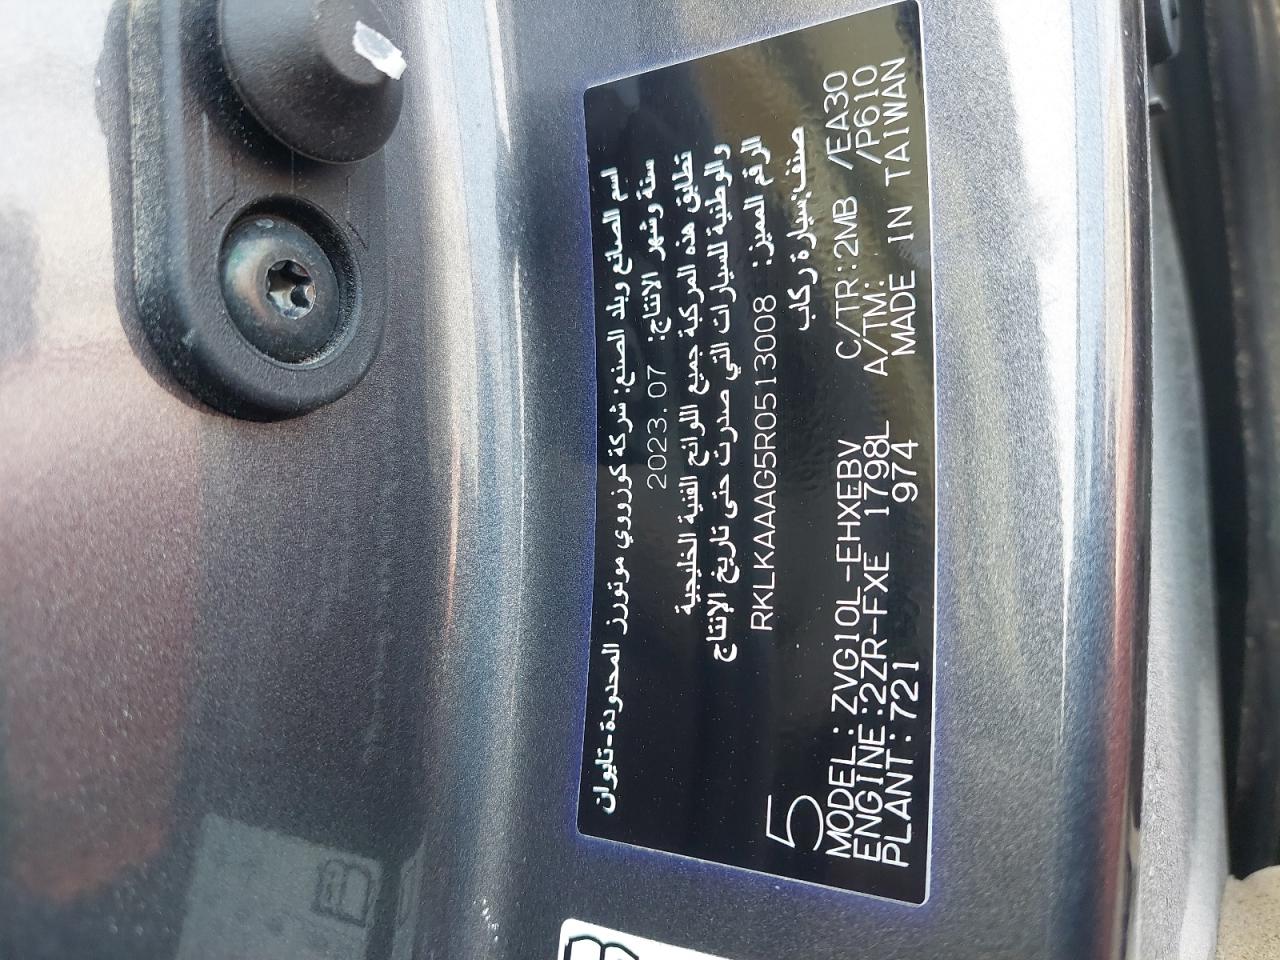 اسم الصانع وبلد الصنع: شركة كوزوي موتورز المحدودة-تايوان
سنة وشهر الإنتاج: 2023.07
تطابق هذه المركبة جميع اللوائح الفنية الخليجية
والوطنية للسيارات التي صدرت حتى تاريخ الإنتاج
الرقم المميز: RKLKAAAG5R0513008
صنف: سيارة ركاب
5
MODEL:ZVG10L-EHXEBV C/TR:2MB /EA30
ENGINE:2ZR-FXE 1798L A/TM: /P610
PLANT:721 974 MADE IN TAIWAN